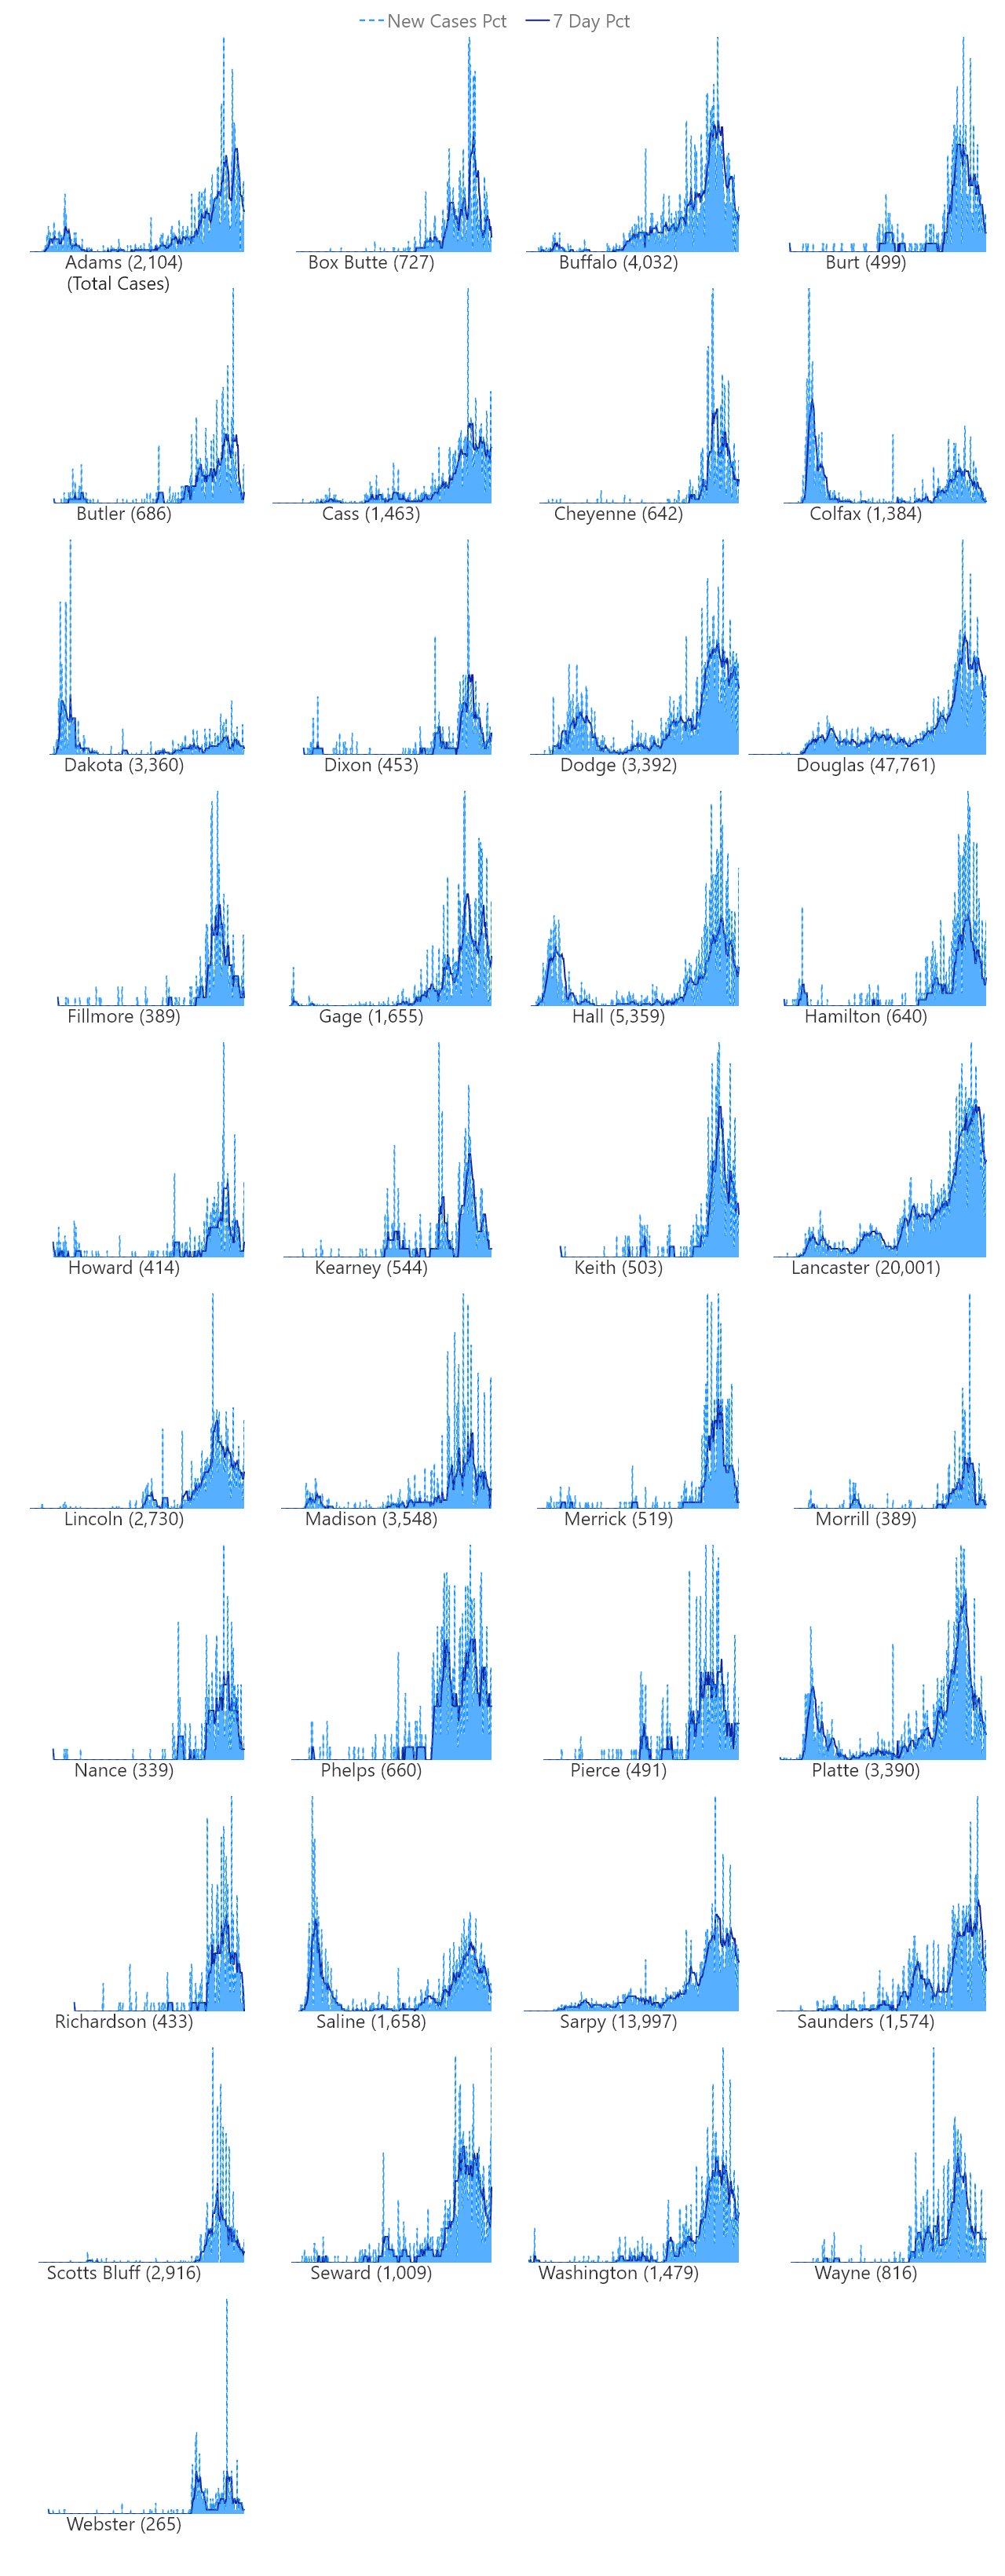 New Cases Pct 7 Day Pct
Adams (2,104) Box Butte (727) Buffalo (4,032) Burt (499)
(Total Cases)
Butler (686) Cass (1,463) Cheyenne (642) Colfax (1,384)
Dakota (3,360) Dixon (453) Dodge (3,392) Douglas (47,761)
Fillmore (389) Gage (1,655) Hall (5,359) Hamilton (640)
Howard (414) Kearney (544) Keith (503) Lancaster (20,001)
Lincoln (2,730) Madison (3,548) Merrick (519) Morrill (389)
Nance (339) Phelps (660) Pierce (491) Platte (3,390)
Richardson (433) Saline (1,658) Sarpy (13,997) Saunders (1,574)
Scotts Bluff (2,916) Seward (1,009) Washington (1,479) Wayne (816)
Webster (265)